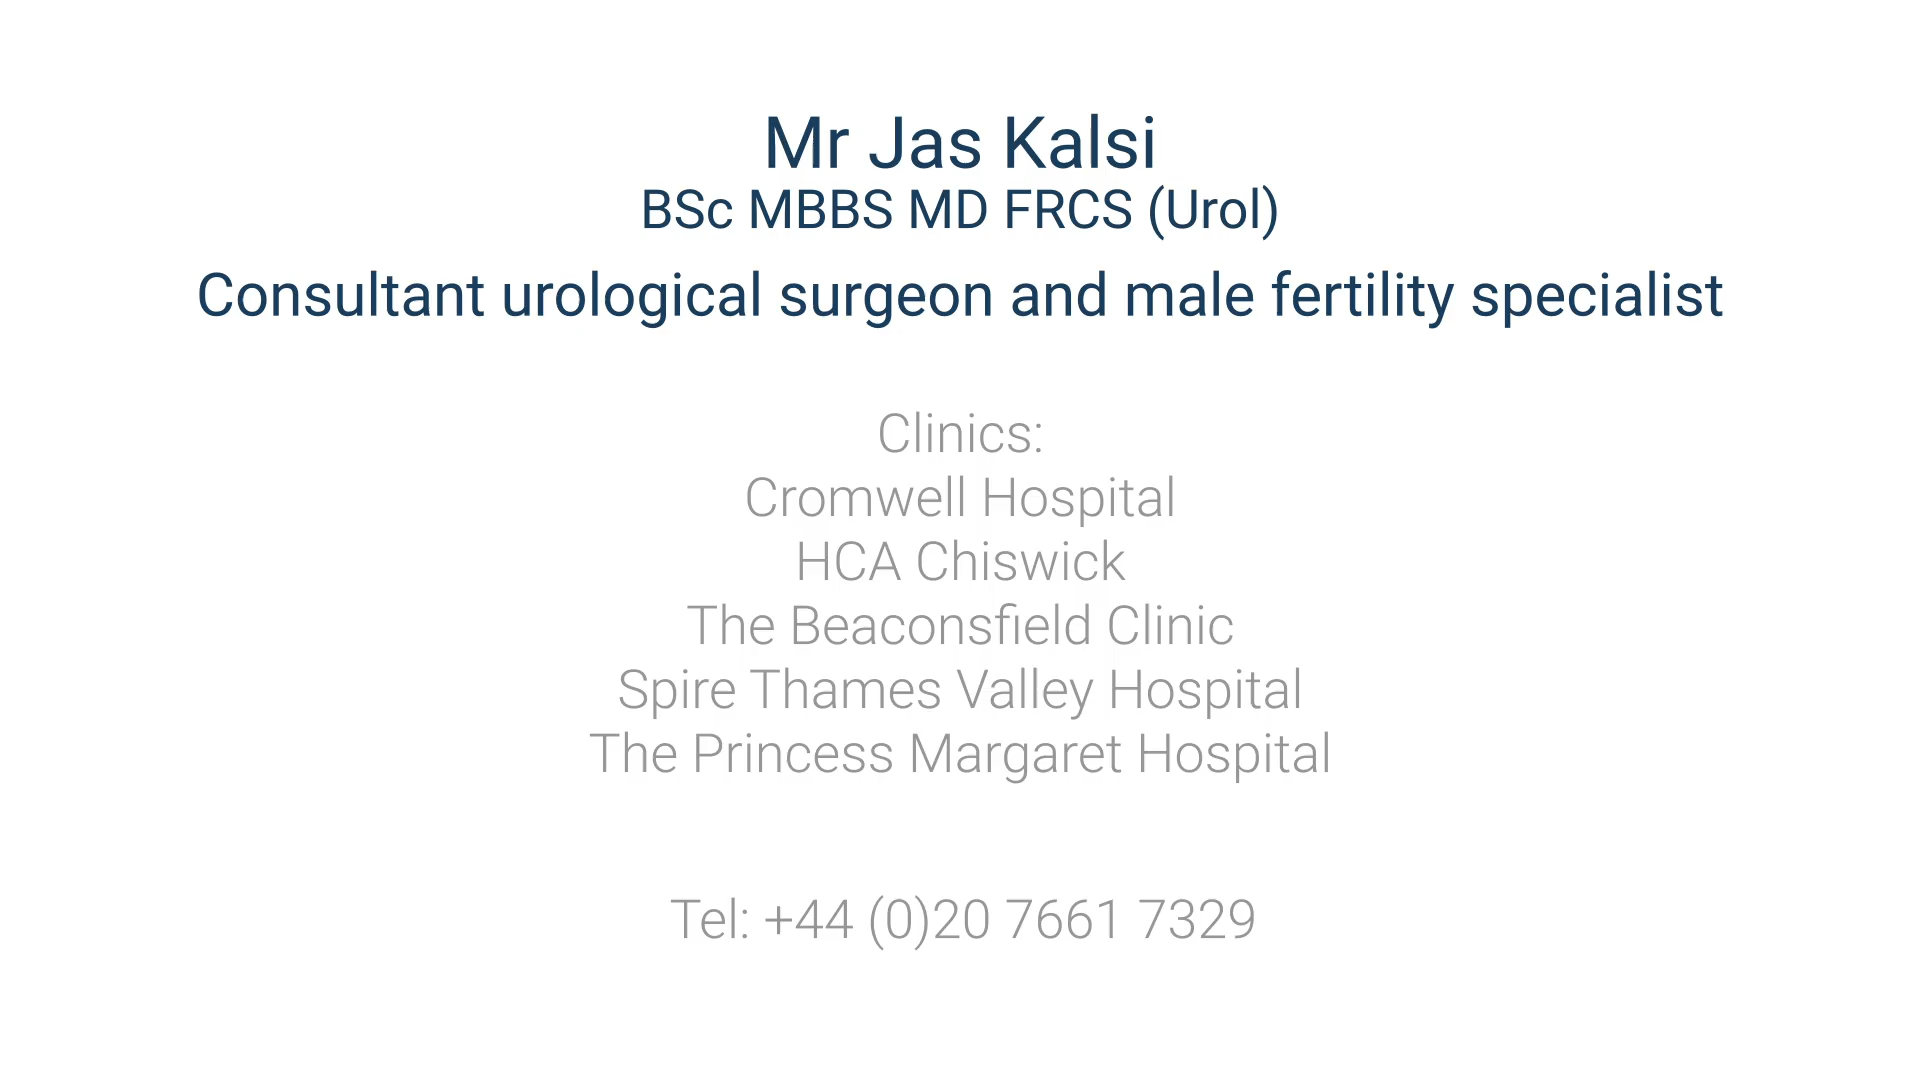 Mr Jas Kalsi
BSc MBBS MD FRCS (Urol)
Consultant urological surgeon and male fertility specialist
Clinics:
Cromwell Hospital
HCA Chiswick
The Beaconsfield Clinic
Spire Thames Valley Hospital
The Princess Margaret Hospital
Tel: +44 (0)20 7661 7329